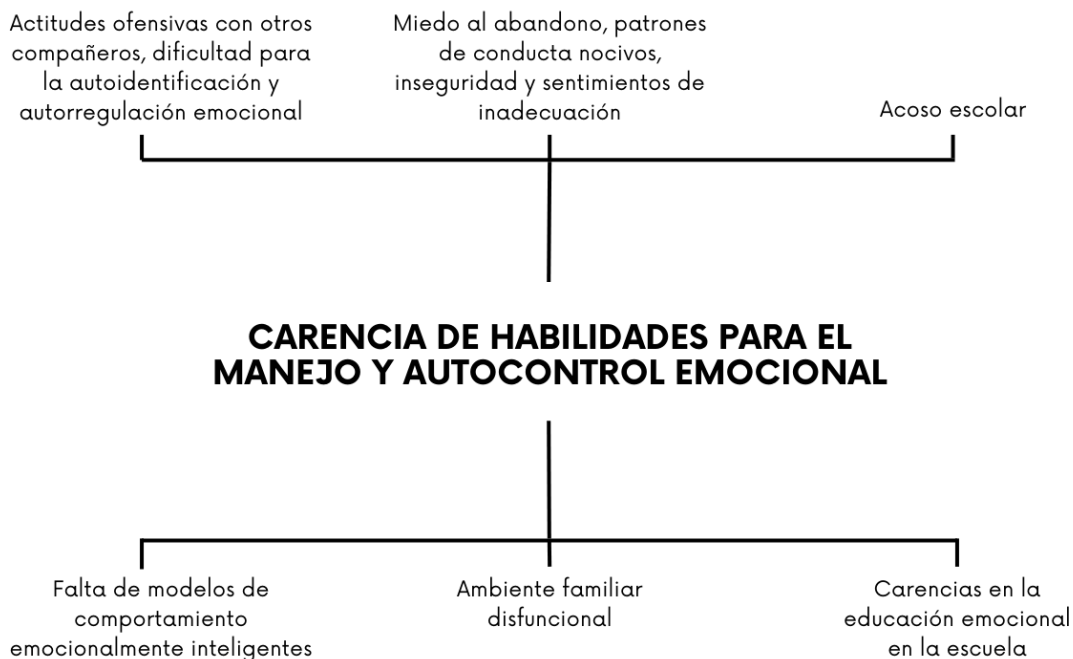 Actitudes ofensivas con otros
compañeros, dificultad para
la autoidentificación y
autorregulación emocional
Miedo al abandono, patrones
de conducta nocivos,
inseguridad y sentimientos de
inadecuación
Acoso escolar
CARENCIA DE HABILIDADES PARA EL
MANEJO Y AUTOCONTROL EMOCIONAL
Falta de modelos de
comportamiento
emocionalmente inteligentes
Ambiente familiar
disfuncional
Carencias en la
educación emocional
en la escuela